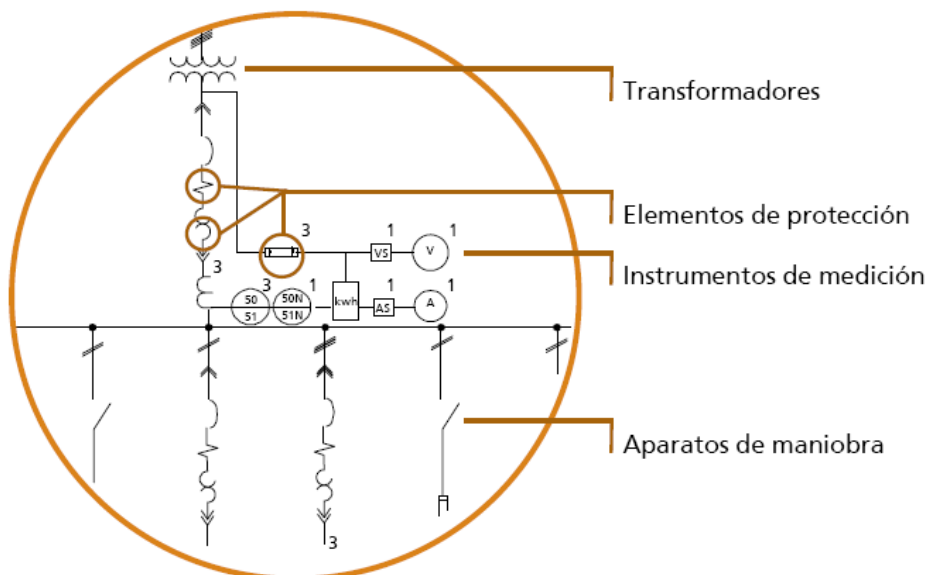 Transformadores
Elementos de protección
3
1
1
VS
V
Instrumentos de medición
3
3
1
1
1
50
51
50N
51N
kwh
AS
A
Aparatos de maniobra
3